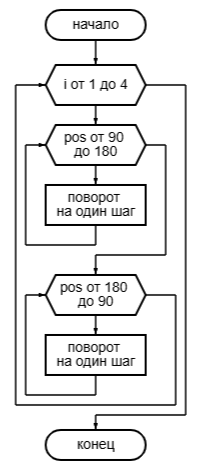 начало
i от 1 до 4
pos от 90
до 180
поворот
на один шаг
pos от 180
до 90
поворот
на один шаг
конец